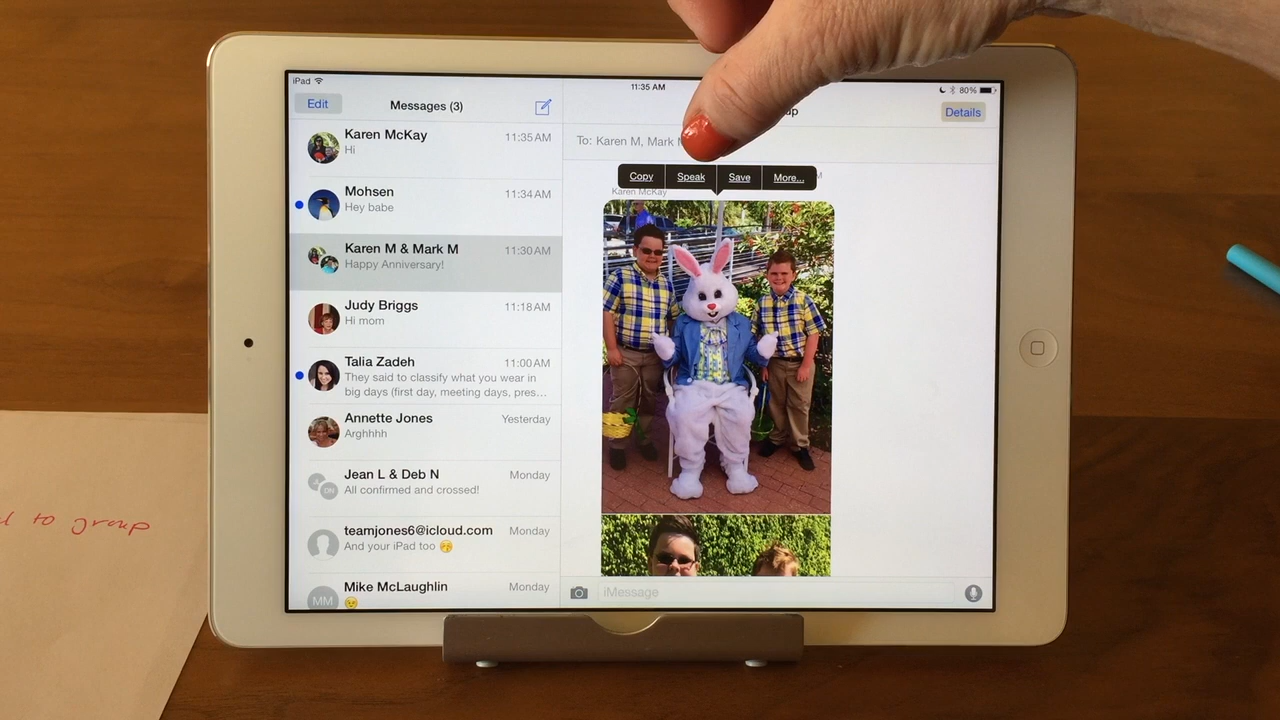 iPad
11:35 AM
80%
Edit
Messages (3)
Details
Karen McKay
11:35 AM
Hi
Mohsen
11:34 AM
Hey babe
Karen M & Mark M
11:30 AM
Happy Anniversary!
Judy Briggs
11:18 AM
Hi mom
Talia Zadeh
11:00 AM
They said to classify what you wear in
big days (first day, meeting days, pres…
Annette Jones
Yesterday
Arghhhh
Jean L & Deb N
Monday
DN
All confirmed and crossed!
teamjones6@icloud.com
Monday
And your iPad too 😚
Mike McLaughlin
Monday
MM
😠
To: Karen M, Mark
Copy Speak Save More...
Karen McKay
iMessage
to Group